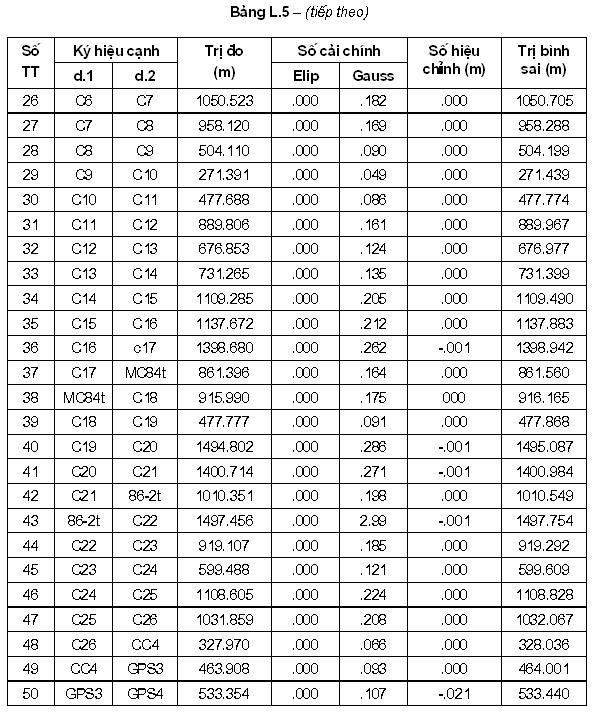 Bảng L.5 – (tiếp theo)
Số TT Ký hiệu cạnh Trị đo (m) Số cải chính Số hiệu chỉnh (m) Trị bình sai (m)
d.1 d.2 Elip Gauss
26 C6 C7 1050.523 .000 .182 .000 1050.705
27 C7 C8 958.120 .000 .169 .000 958.288
28 C8 C9 504.110 .000 .090 .000 504.199
29 C9 C10 271.391 .000 .049 .000 271.439
30 C10 C11 477.688 .000 .086 .000 477.774
31 C11 C12 889.806 .000 .161 .000 889.967
32 C12 C13 676.853 .000 .124 .000 676.977
33 C13 C14 731.265 .000 .135 .000 731.399
34 C14 C15 1109.285 .000 .205 .000 1109.490
35 C15 C16 1137.672 .000 .212 .000 1137.883
36 C16 c17 1398.680 .000 .262 -.001 1398.942
37 C17 MC84t 861.396 .000 .164 .000 861.560
38 MC84t C18 915.990 .000 .175 000 916.165
39 C18 C19 477.777 .000 .091 .000 477.868
40 C19 C20 1494.802 .000 .286 -.001 1495.087
41 C20 C21 1400.714 .000 .271 -.001 1400.984
42 C21 86-2t 1010.351 .000 .198 .000 1010.549
43 86-2t C22 1497.456 .000 2.99 -.001 1497.754
44 C22 C23 919.107 .000 .185 .000 919.292
45 C23 C24 599.488 .000 .121 .000 599.609
46 C24 C25 1108.605 .000 .224 .000 1108.828
47 C25 C26 1031.859 .000 .208 .000 1032.067
48 C26 CC4 327.970 .000 .066 .000 328.036
49 CC4 GPS3 463.908 .000 .093 .000 464.001
50 GPS3 GPS4 533.354 .000 .107 -.021 533.440